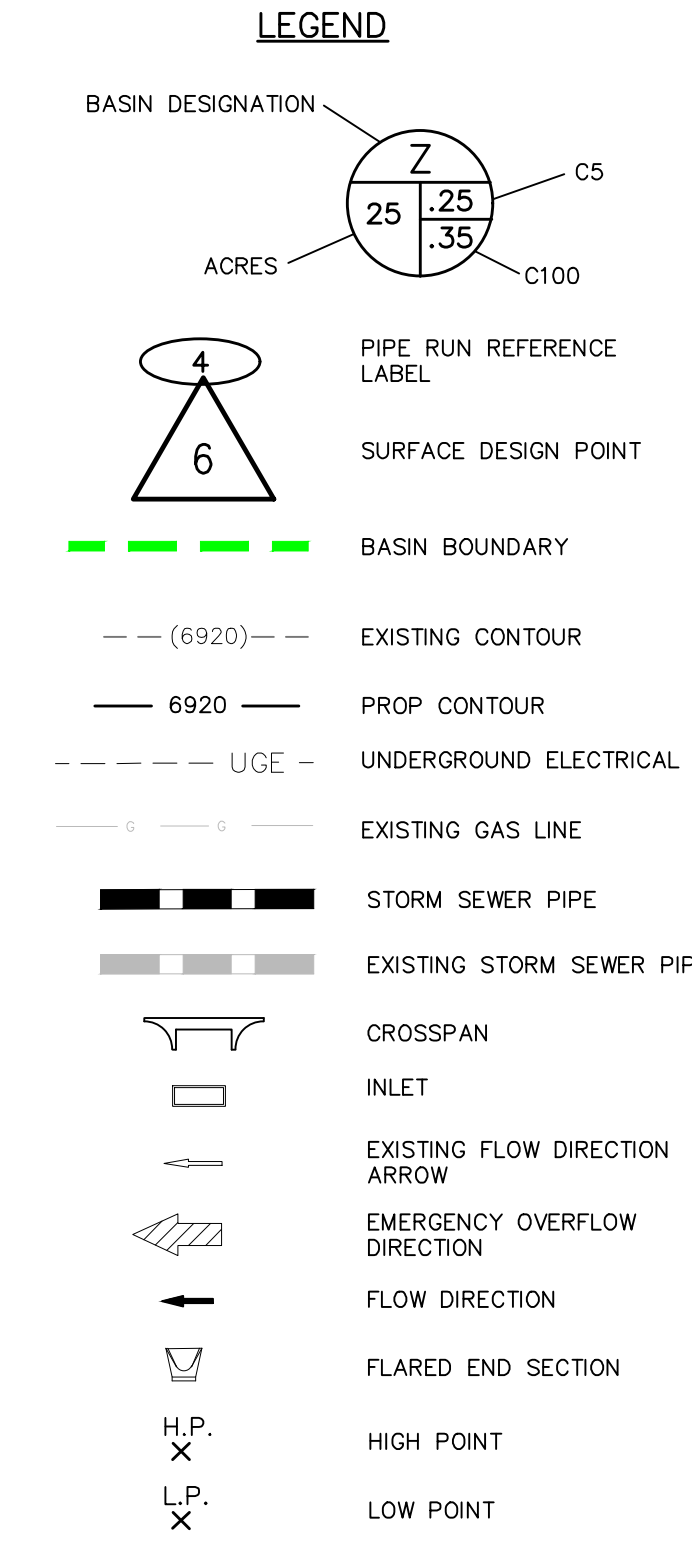 LEGEND
BASIN DESIGNATION
Z
C5
25
.25
.35
ACRES
C100
4
PIPE RUN REFERENCE
LABEL
6
SURFACE DESIGN POINT
BASIN BOUNDARY
(6920)
EXISTING CONTOUR
6920
PROP CONTOUR
UGE
UNDERGROUND ELECTRICAL
G G
EXISTING GAS LINE
STORM SEWER PIPE
EXISTING STORM SEWER PIP
CROSSPAN
INLET
EXISTING FLOW DIRECTION
ARROW
EMERGENCY OVERFLOW
DIRECTION
FLOW DIRECTION
FLARED END SECTION
H.P.
HIGH POINT
L.P.
LOW POINT